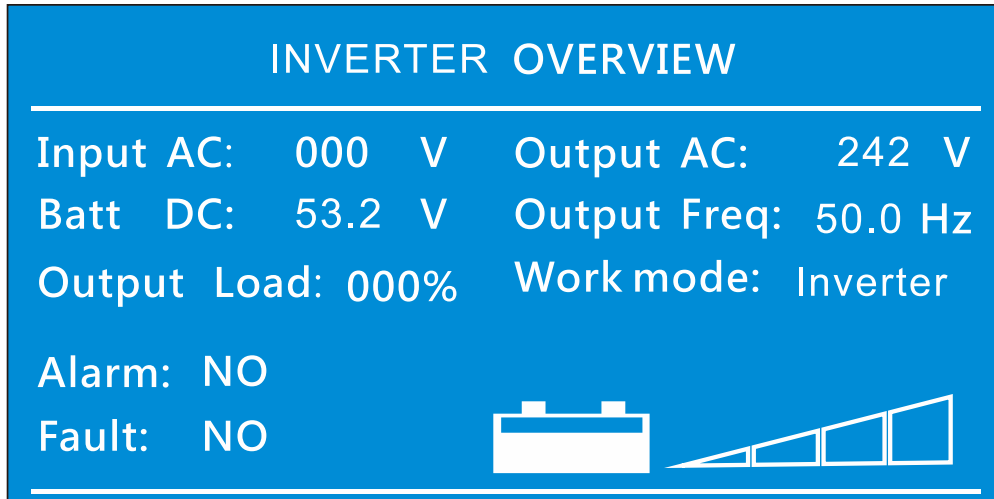 INVERTER OVERVIEW
Input AC: 000 V Output AC: 242 V
Batt DC: 53.2 V Output Freq: 50.0 Hz
Output Load: 000% Work mode: Inverter
Alarm: NO
Fault: NO